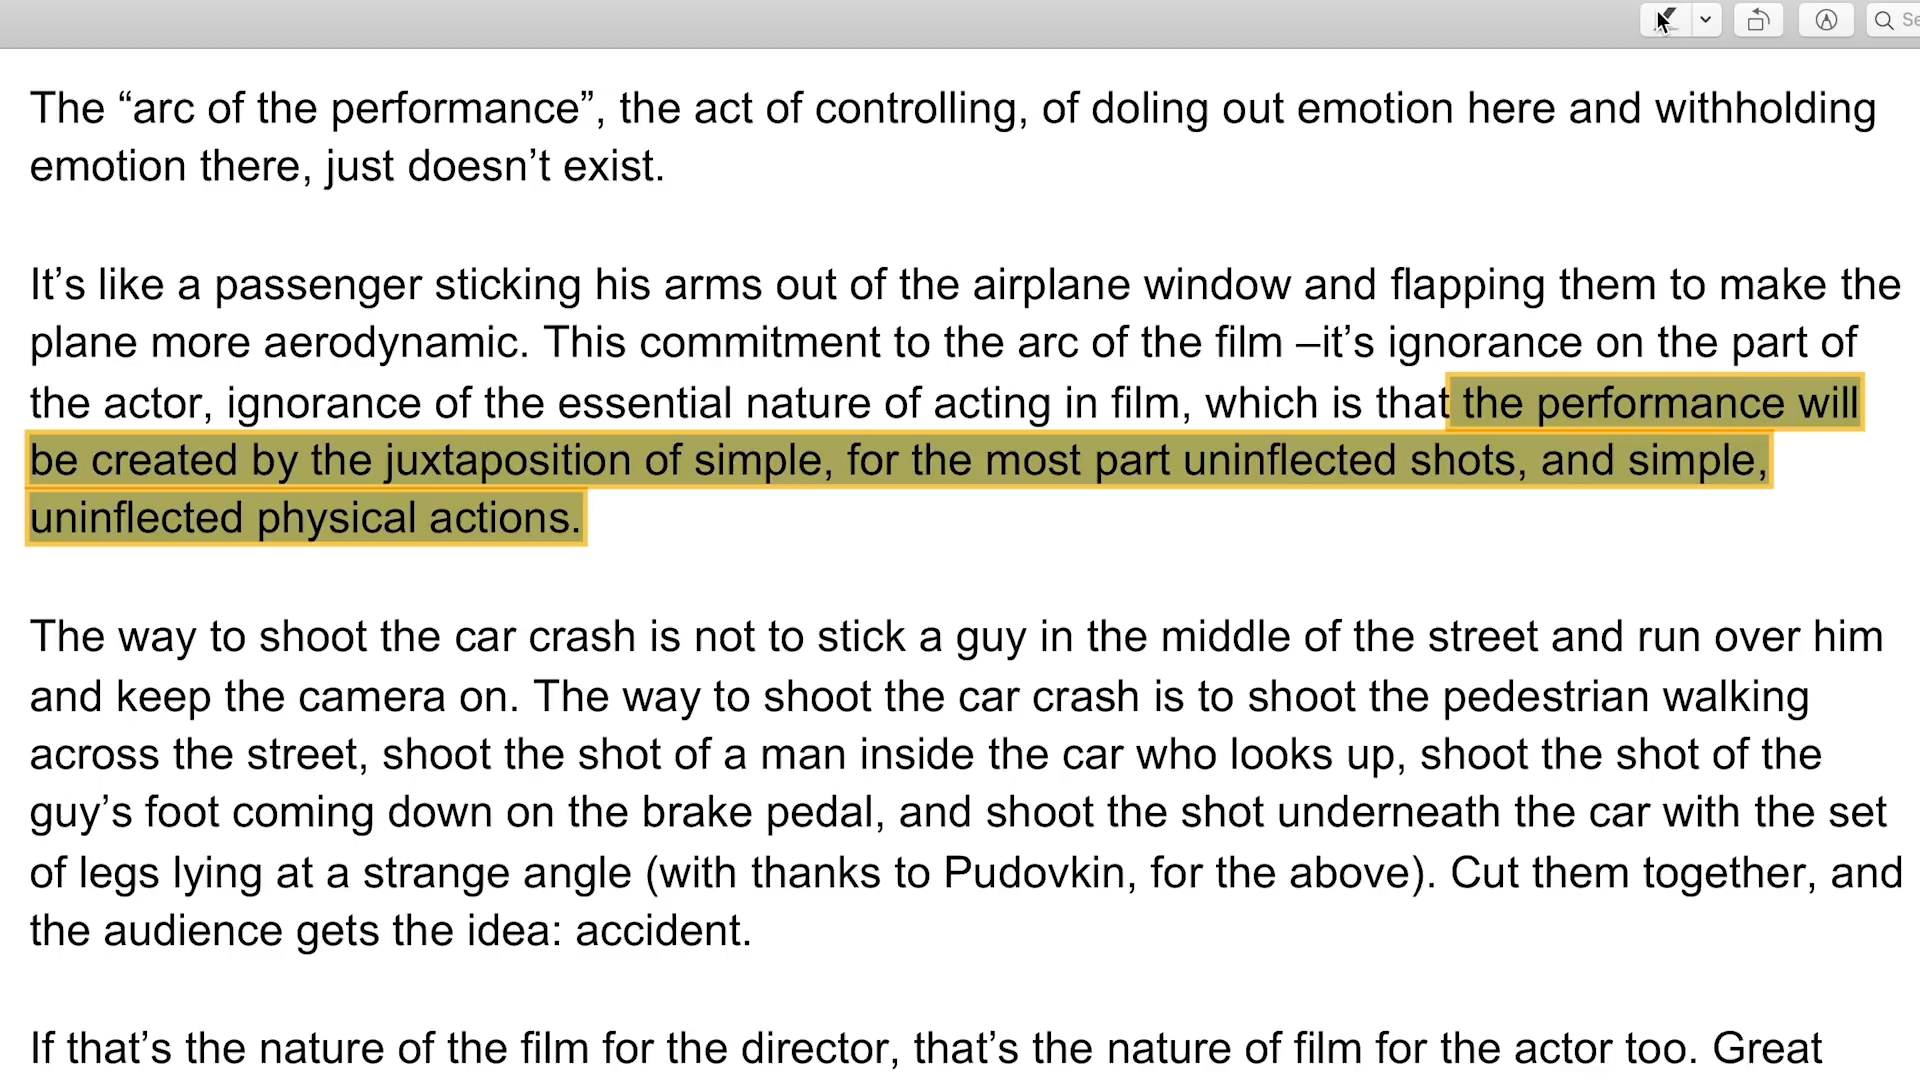 Se
The “arc of the performance”, the act of controlling, of doling out emotion here and withholding
emotion there, just doesn’t exist.
It’s like a passenger sticking his arms out of the airplane window and flapping them to make the
plane more aerodynamic. This commitment to the arc of the film –it’s ignorance on the part of
the actor, ignorance of the essential nature of acting in film, which is that the performance will
be created by the juxtaposition of simple, for the most part uninflected shots, and simple,
uninflected physical actions.
The way to shoot the car crash is not to stick a guy in the middle of the street and run over him
and keep the camera on. The way to shoot the car crash is to shoot the pedestrian walking
across the street, shoot the shot of a man inside the car who looks up, shoot the shot of the
guy’s foot coming down on the brake pedal, and shoot the shot underneath the car with the set
of legs lying at a strange angle (with thanks to Pudovkin, for the above). Cut them together, and
the audience gets the idea: accident.
If that’s the nature of the film for the director, that’s the nature of film for the actor too. Great